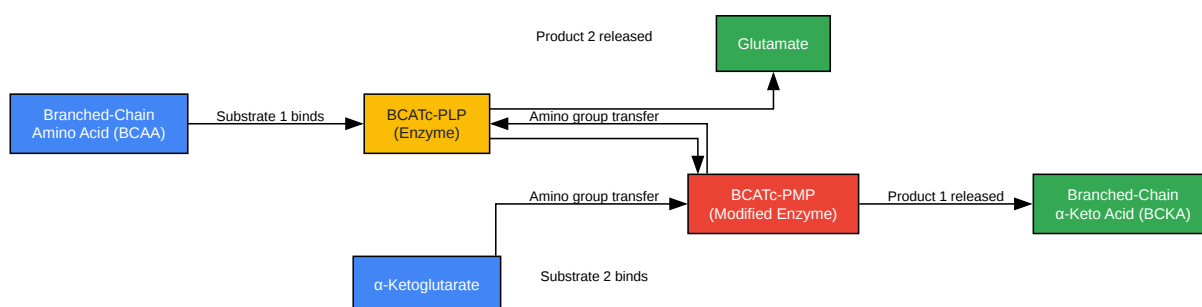 Product 2 released
Glutamate
Branched-Chain
Amino Acid (BCAA)
Substrate 1 binds
BCATc-PLP
(Enzyme)
Amino group transfer
Amino group transfer
BCATc-PMP
(Modified Enzyme)
Product 1 released
Branched-Chain
α-Keto Acid (BCKA)
α-Ketoglutarate
Substrate 2 binds